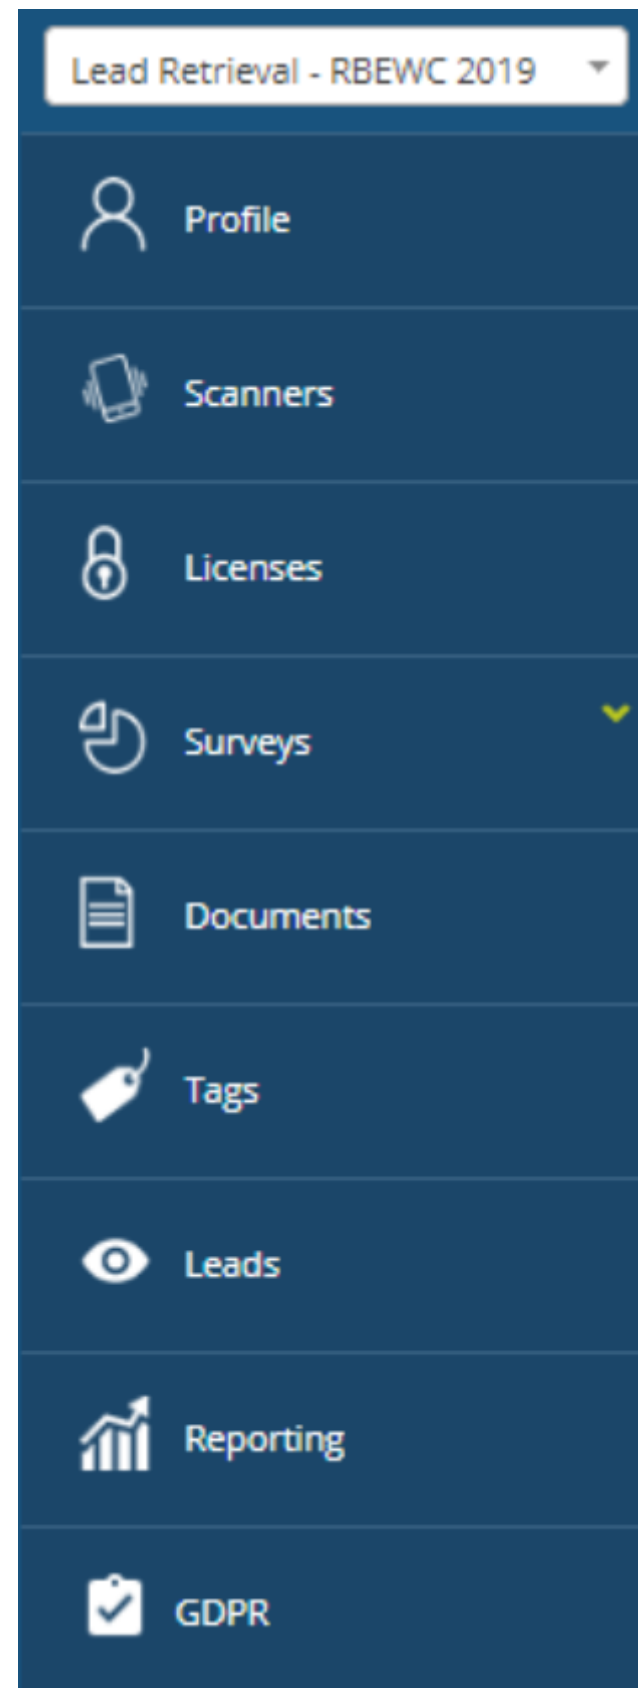 Lead Retrieval - RBEWC 2019
Profile
Scanners
Licenses
Surveys
Documents
Tags
Leads
Reporting
GDPR